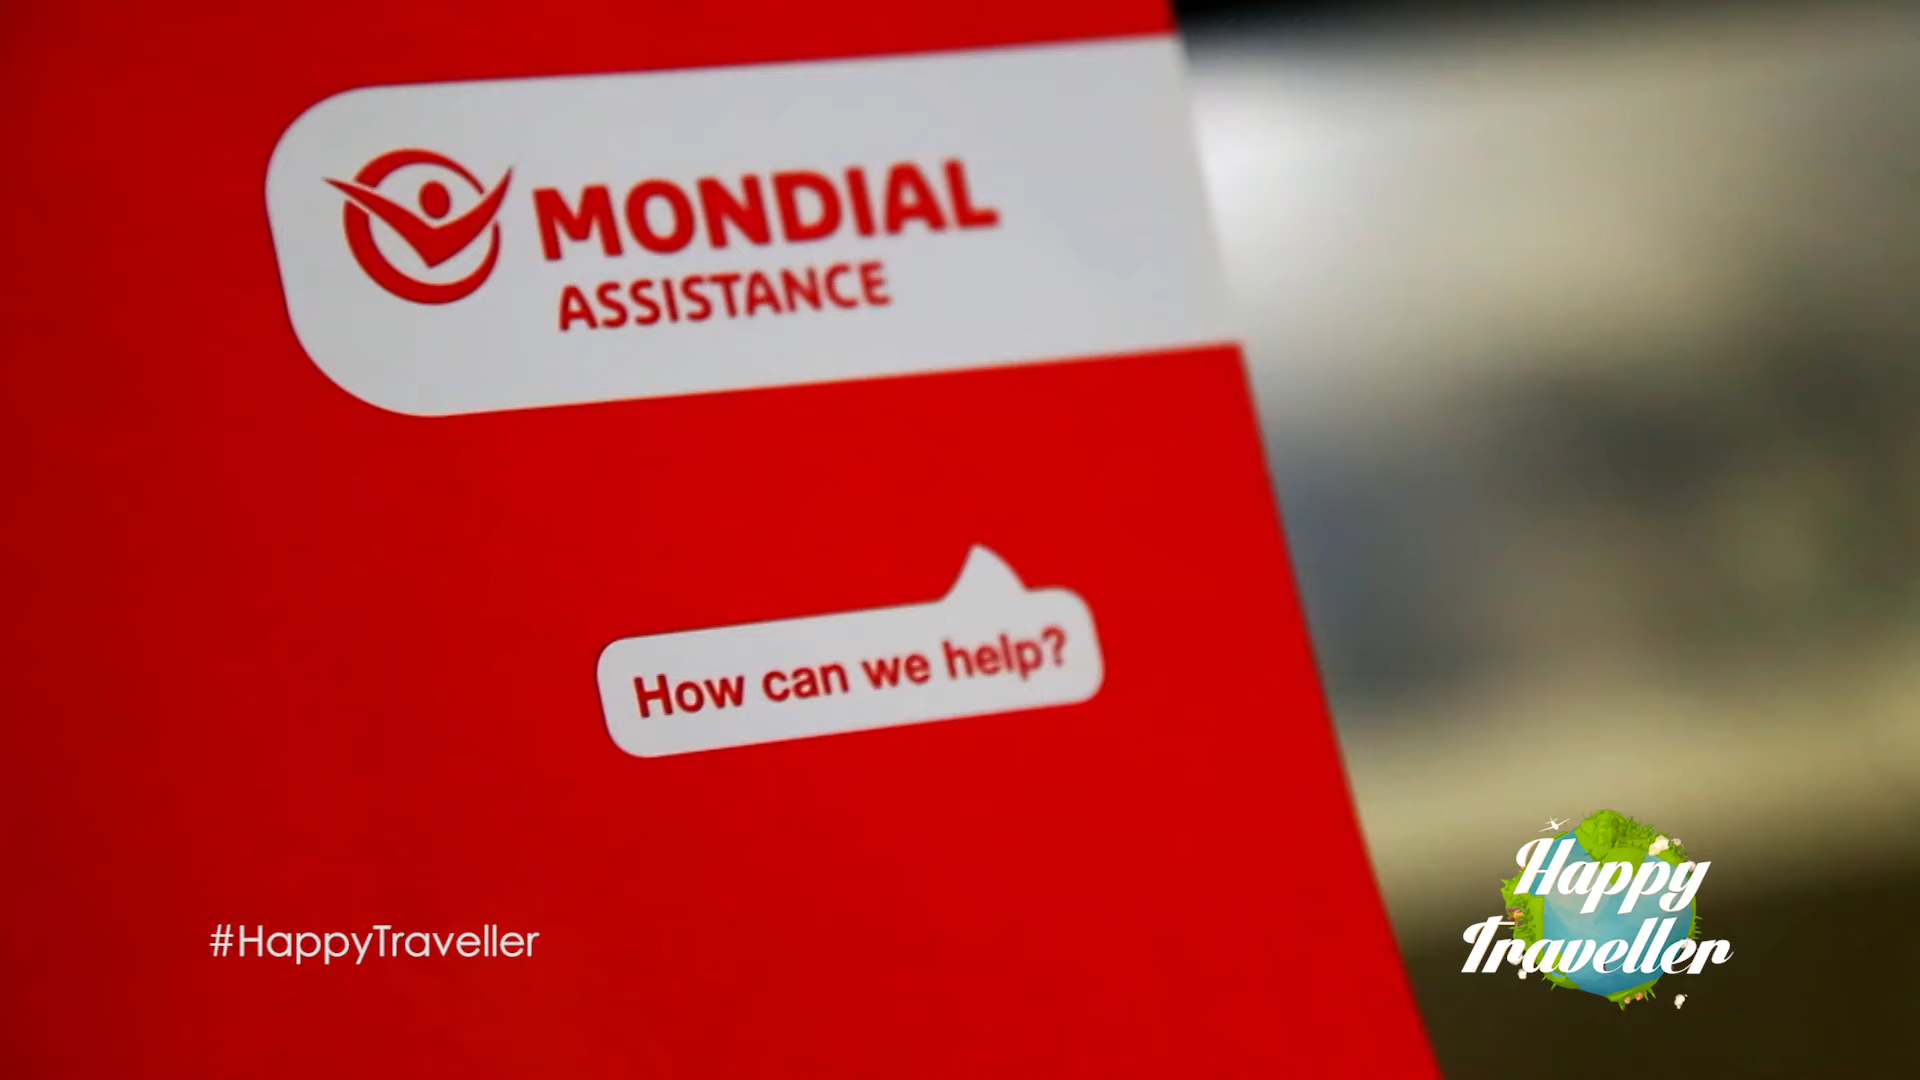 MONDIAL
ASSISTANCE
How can we help?
#HappyTraveller
Happy
Traveller